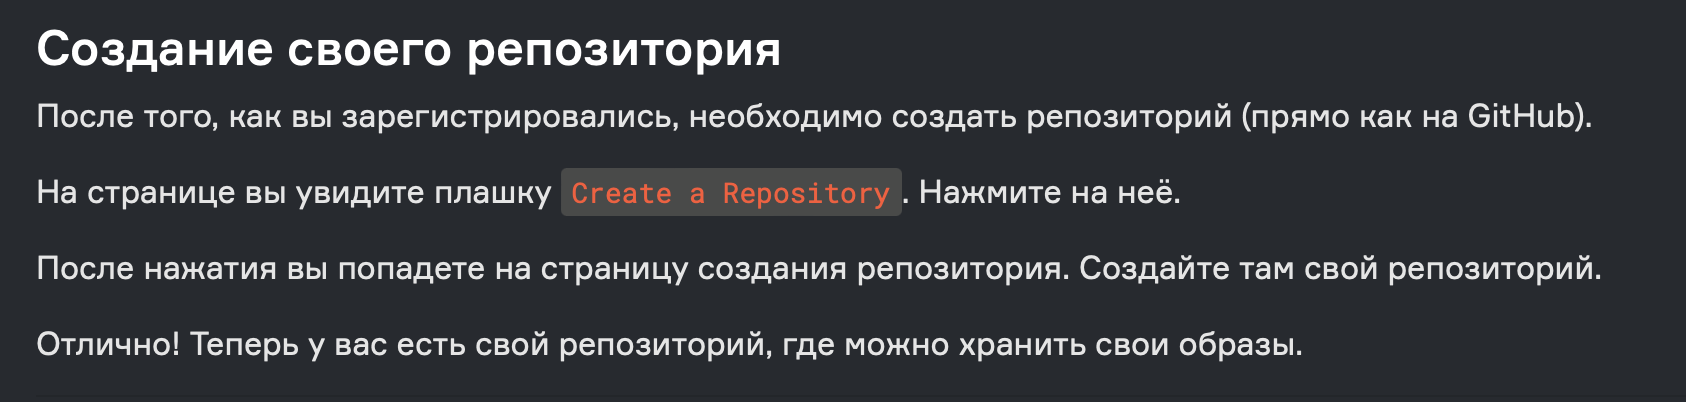 Создание своего репозитория
После того, как вы зарегистрировались, необходимо создать репозиторий (прямо как на GitHub).
На странице вы увидите плашку Create a Repository. Нажмите на неё.
После нажатия вы попадете на страницу создания репозитория. Создайте там свой репозиторий.
Отлично! Теперь у вас есть свой репозиторий, где можно хранить свои образы.